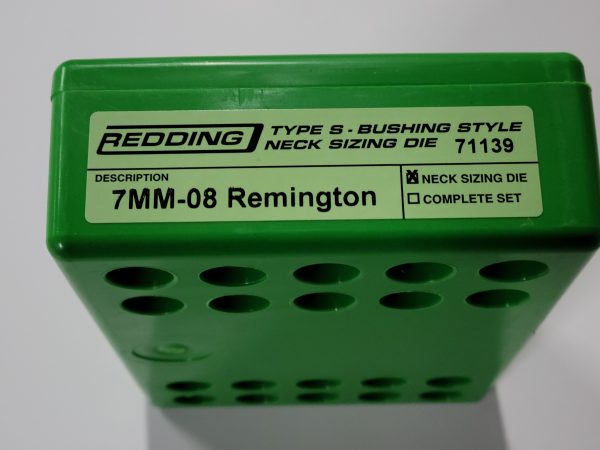 REDDING
TYPE S - BUSHING STYLE
NECK SIZING DIE 71139
DESCRIPTION
7MM-08 Remington
☒ NECK SIZING DIE
☐ COMPLETE SET